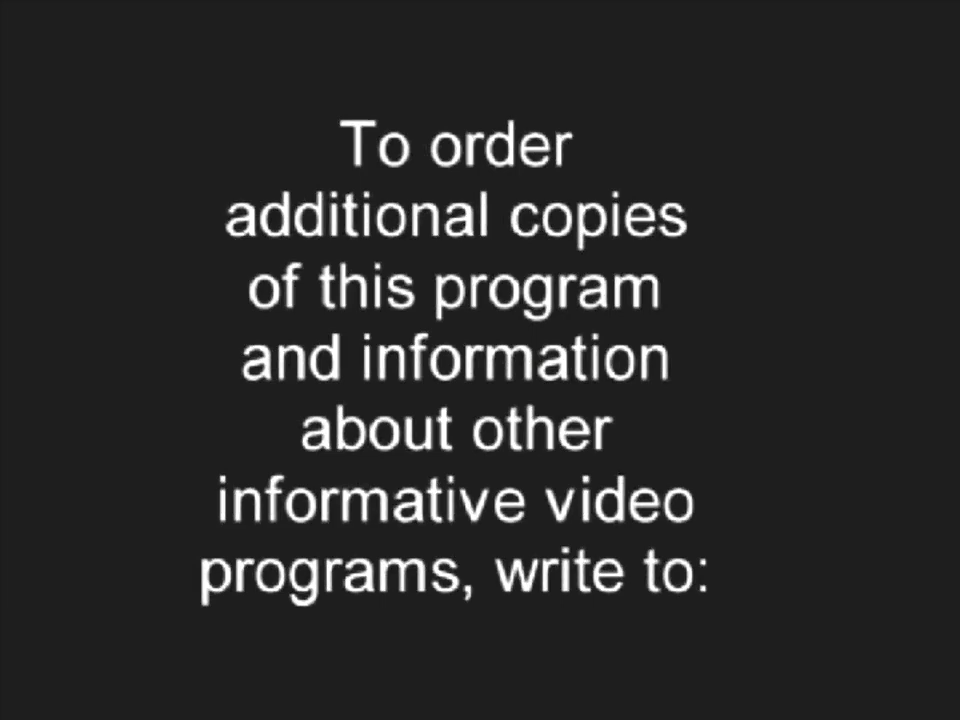 To order
additional copies
of this program
and information
about other
informative video
programs, write to: